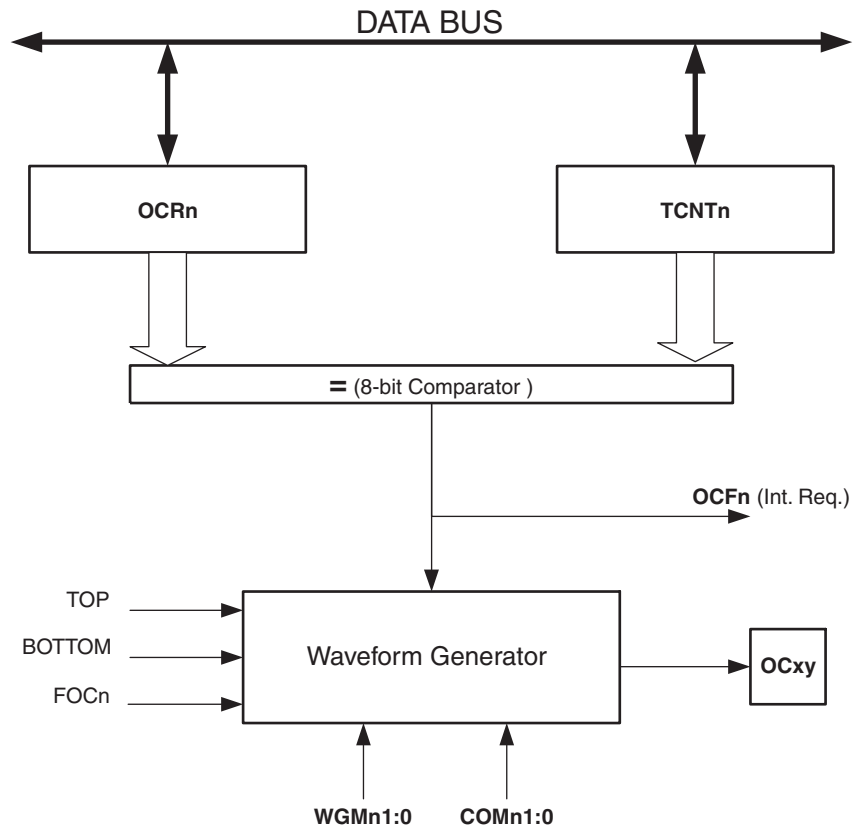 DATA BUS
OCRn
TCNTn
= (8-bit Comparator )
OCFn (Int. Req.)
TOP
BOTTOM
FOCn
Waveform Generator
OCxy
WGMn1:0
COMn1:0